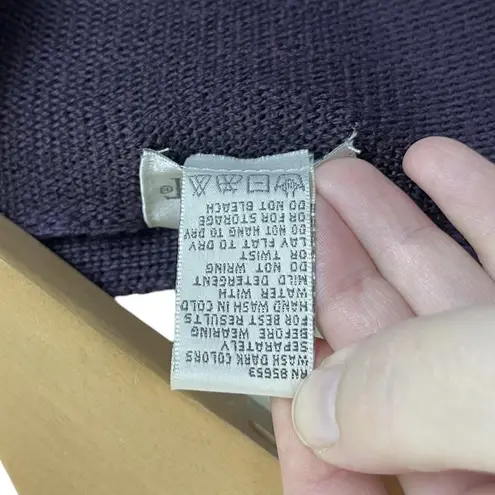 RN 85653
WASH DARK COLORS
SEPARATELY
BEFORE WEARING
FOR BEST RESULTS
HAND WASH IN COLD
WATER WITH
MILD DETERGENT
DO NOT WRING
OR TWIST
LAY FLAT TO DRY
DO NOT HANG TO DRY
OR FOR STORAGE
DO NOT BLEACH